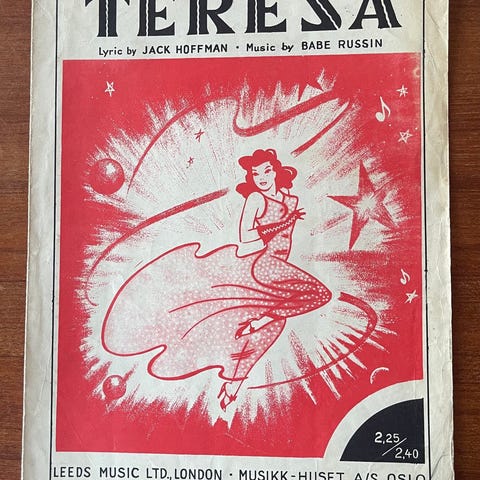 TERESA
Lyric by JACK HOFFMAN · Music by BABE RUSSIN
2,25/
2,40
LEEDS MUSIC LTD., LONDON · MUSIKK-HUSET A/S OSLO